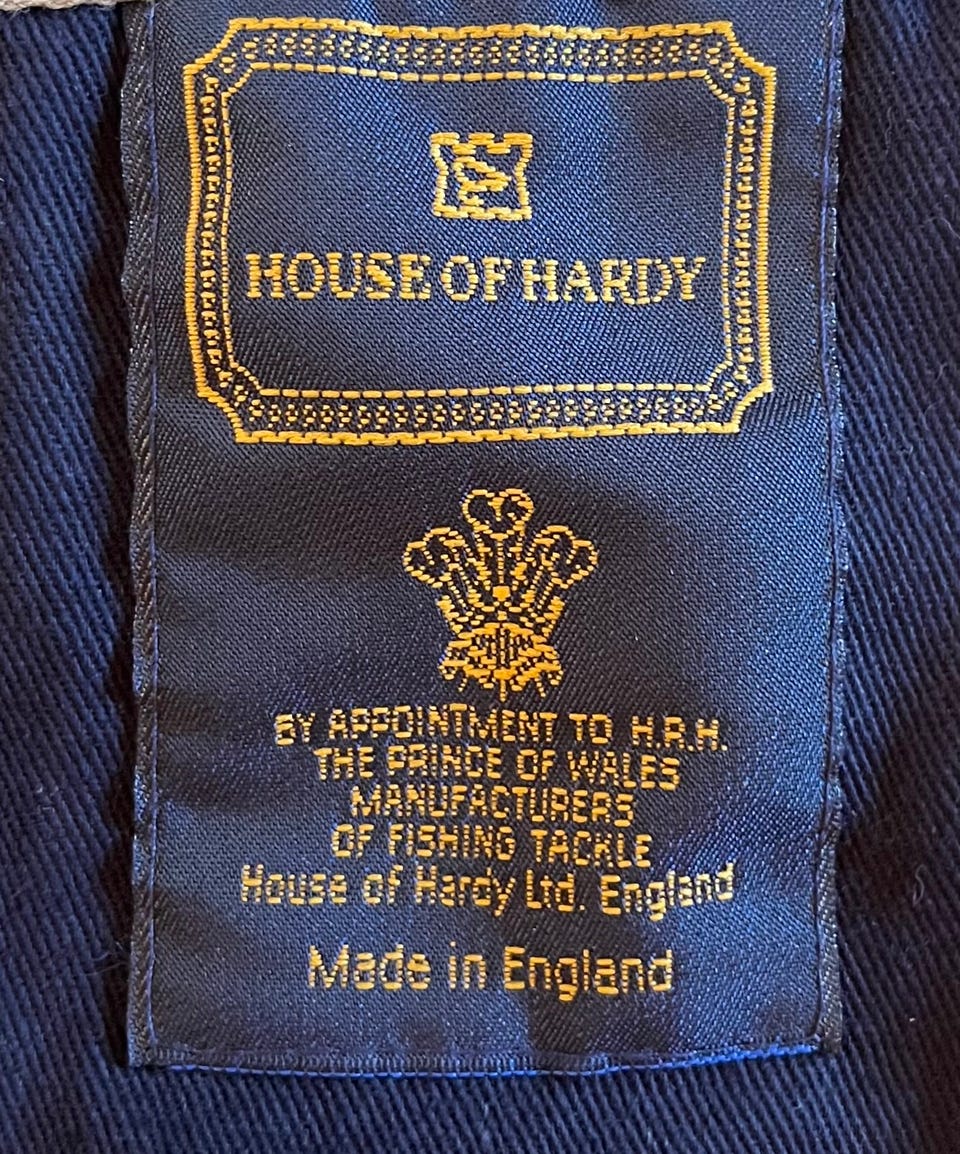 HOUSE OF HARDY
BY APPOINTMENT TO H.R.H.
THE PRINCE OF WALES
MANUFACTURERS
OF FISHING TACKLE
House of Hardy Ltd. England
Made in England